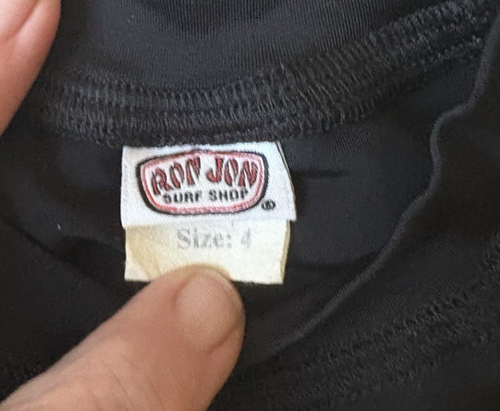 RON JON
SURF SHOP
®
Size: 4